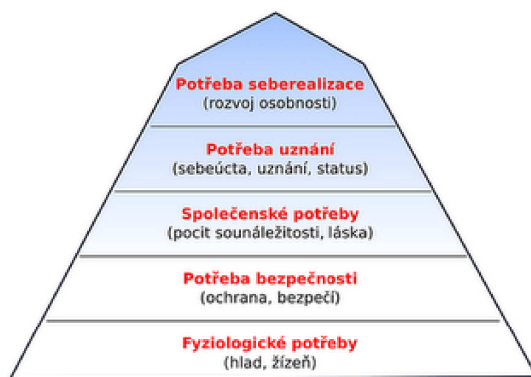 Potřeba seberealizace
(rozvoj osobnosti)
Potřeba uznání
(sebeúcta, uznání, status)
Společenské potřeby
(pocit sounáležitosti, láska)
Potřeba bezpečnosti
(ochrana, bezpečí)
Fyziologické potřeby
(hlad, žízeň)